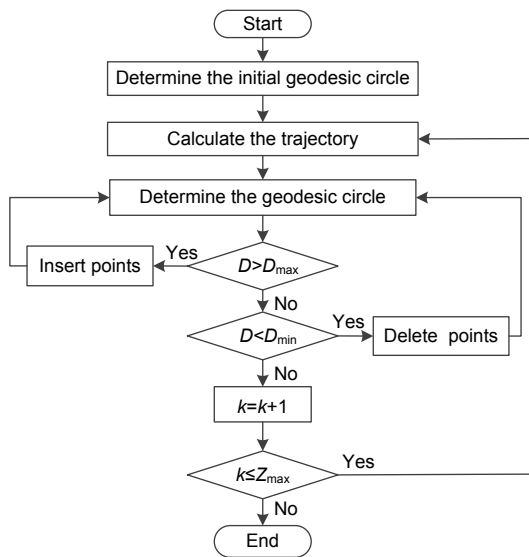 Start
Determine the initial geodesic circle
Calculate the trajectory
Determine the geodesic circle
Insert points
Yes
D>Dmax
No
D<Dmin
Yes
Delete points
No
k=k+1
k≤Zmax
Yes
No
End